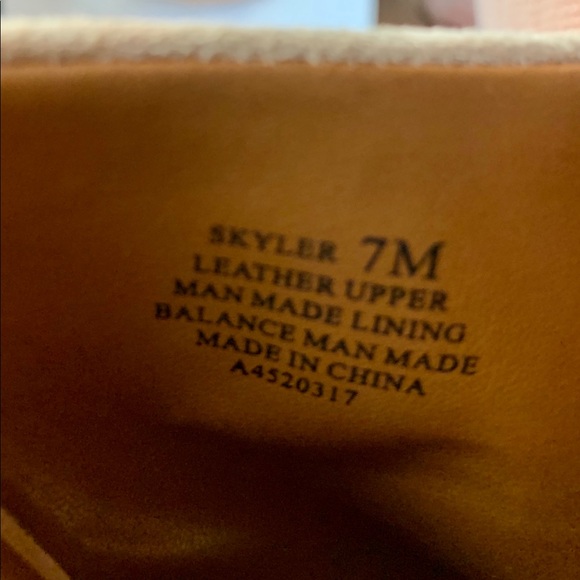 SKYLER 7M
LEATHER UPPER
MAN MADE LINING
BALANCE MAN MADE
MADE IN CHINA
A4520317